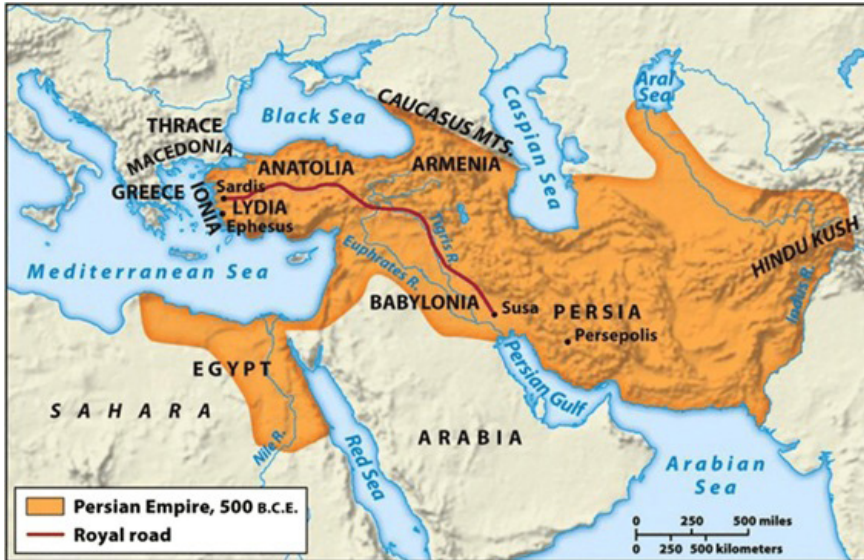 Aral
Sea
Black Sea
CAUCASUS MTS.
Caspian Sea
THRACE
MACEDONIA
ANATOLIA
ARMENIA
GREECE
Sardis
IONIA
LYDIA
Ephesus
Tigris R.
HINDU KUSH
Mediterranean Sea
Euphrates R.
BABYLONIA
Susa
PERSIA
Indus R.
Persepolis
EGYPT
Persian Gulf
SAHARA
ARABIA
Nile R.
Red Sea
Arabian
Sea
Persian Empire, 500 B.C.E.
Royal road
0 250 500 miles
0 250 500 kilometers